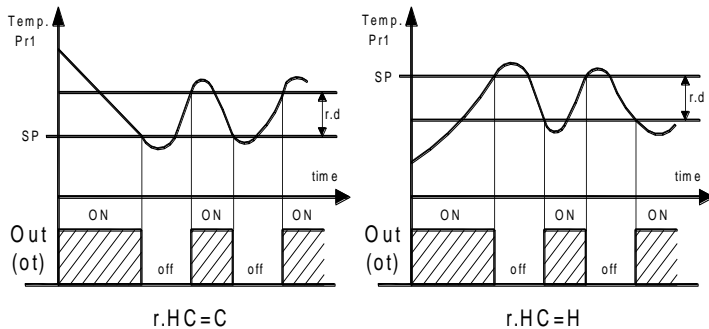 Temp.
Pr1
r.d
SP
time
ON
ON
ON
Out
(ot)
off
off
r.HC=C
Temp.
Pr1
SP
r.d
time
ON
ON
ON
Out
(ot)
off
off
r.HC=H